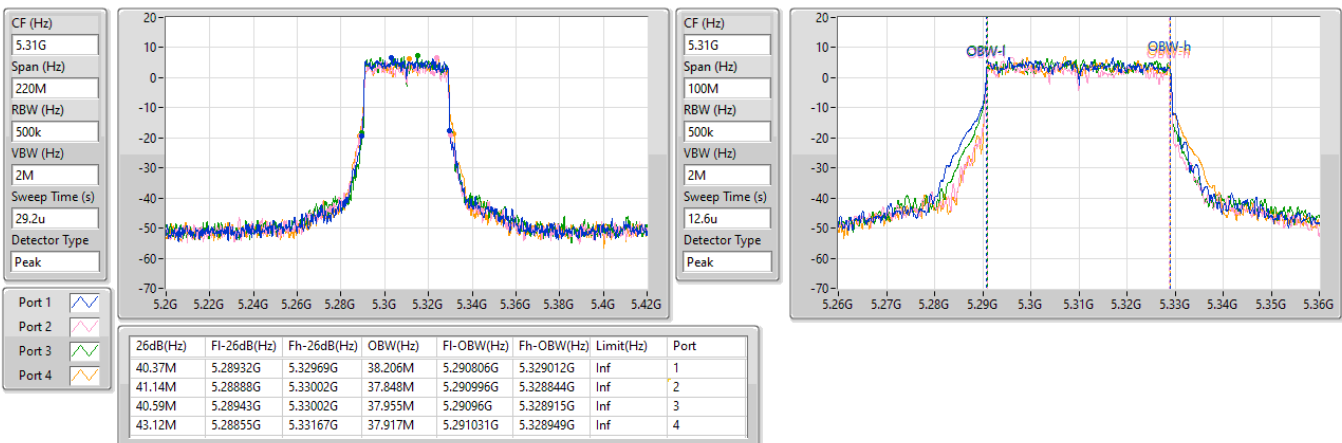 CF (Hz)
5.31G
Span (Hz)
220M
RBW (Hz)
500k
VBW (Hz)
2M
Sweep Time (s)
29.2u
Detector Type
Peak
20
10
0
-10
-20
-30
-40
-50
-60
-70
5.2G 5.22G 5.24G 5.26G 5.28G 5.3G 5.32G 5.34G 5.36G 5.38G 5.4G 5.42G
CF (Hz)
5.31G
Span (Hz)
100M
RBW (Hz)
500k
VBW (Hz)
2M
Sweep Time (s)
12.6u
Detector Type
Peak
20
10
0
-10
-20
-30
-40
-50
-60
-70
OBW-l OBW-h
5.26G 5.27G 5.28G 5.29G 5.3G 5.31G 5.32G 5.33G 5.34G 5.35G 5.36G
Port 1
Port 2
Port 3
Port 4
26dB(Hz) Fl-26dB(Hz) Fh-26dB(Hz) OBW(Hz) Fl-OBW(Hz) Fh-OBW(Hz) Limit(Hz) Port
40.37M 5.28932G 5.32969G 38.206M 5.290806G 5.329012G Inf 1
41.14M 5.28888G 5.33002G 37.848M 5.290996G 5.328844G Inf 2
40.59M 5.28943G 5.33002G 37.955M 5.29096G 5.328915G Inf 3
43.12M 5.28855G 5.33167G 37.917M 5.291031G 5.328949G Inf 4